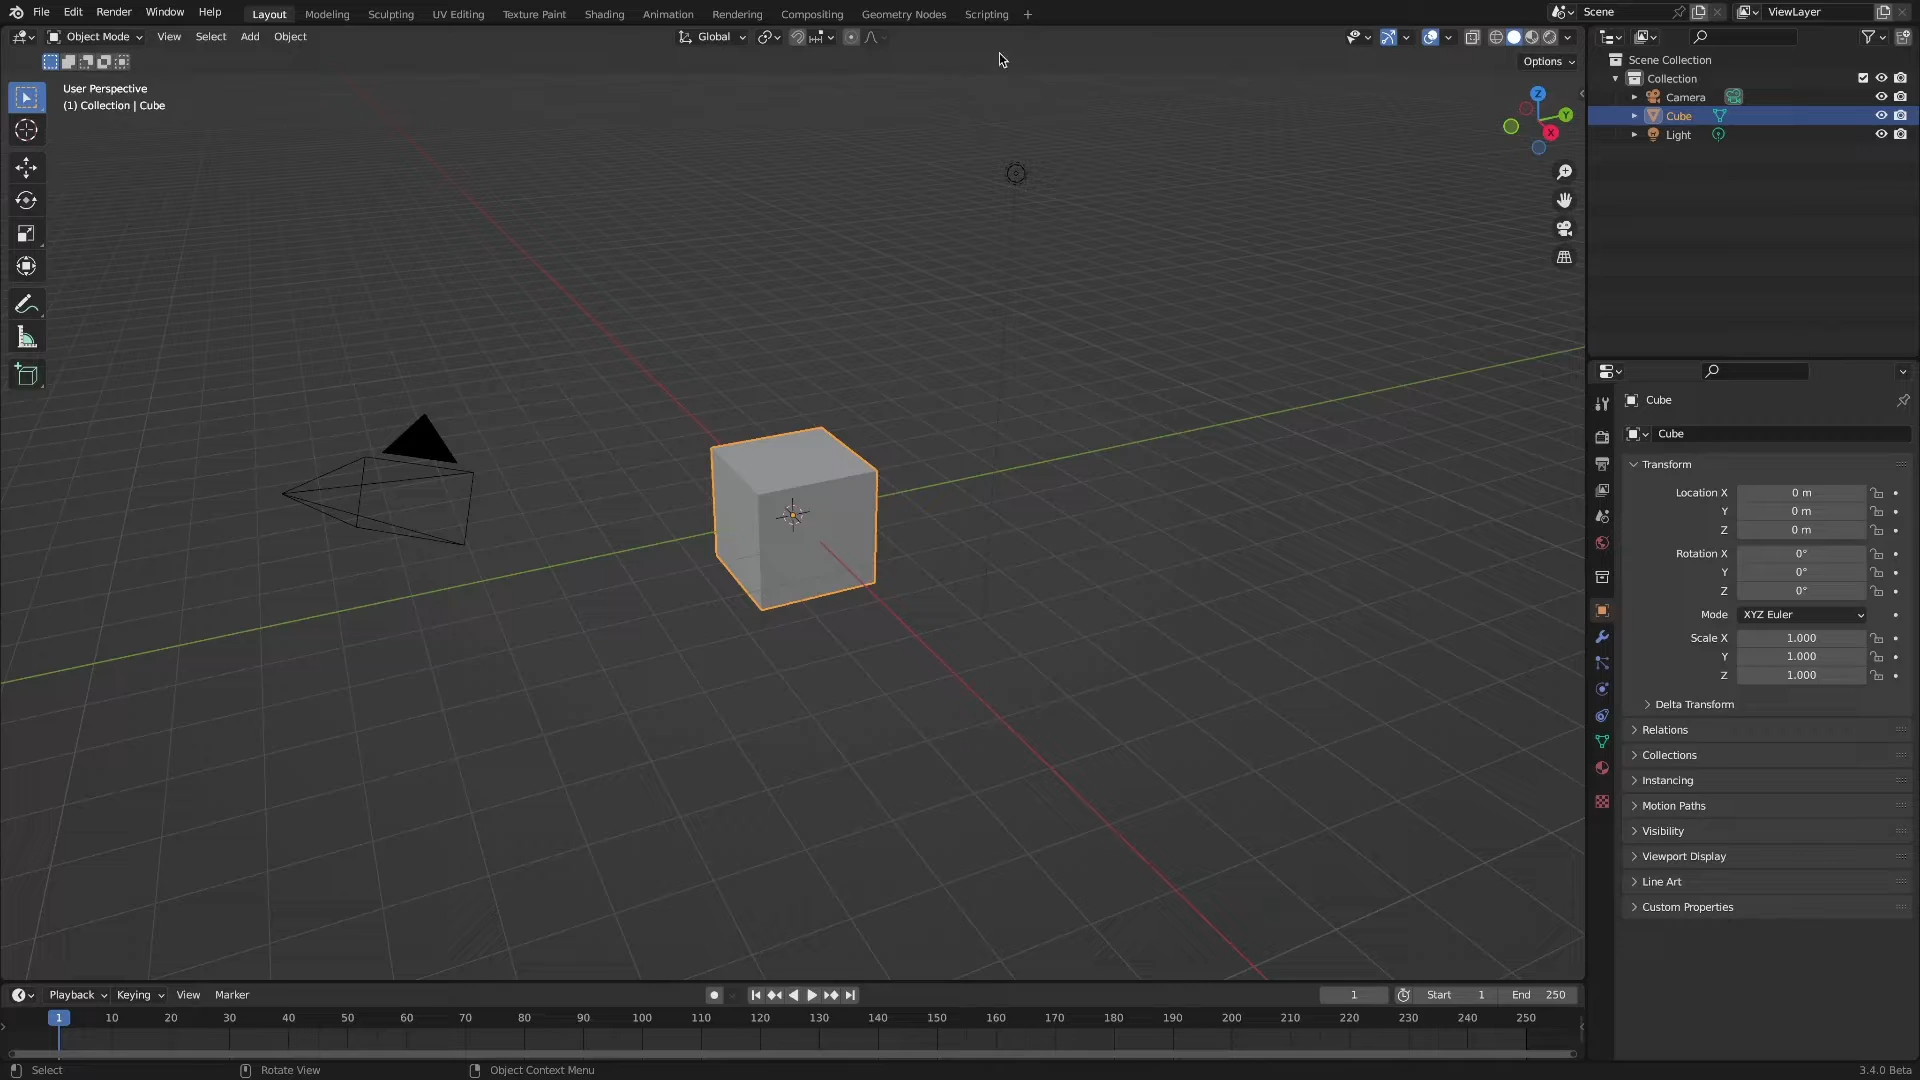 File Edit Render Window Help Layout Modeling Sculpting UV Editing Texture Paint Shading Animation Rendering Compositing Geometry Nodes Scripting + Scene ViewLayer
Object Mode View Select Add Object Global
Options
User Perspective
(1) Collection | Cube
Z
Y
X
Scene Collection
Collection
Camera
Cube
Light
Cube
Cube
Transform
Location X 0 m
Y 0 m
Z 0 m
Rotation X 0°
Y 0°
Z 0°
Mode XYZ Euler
Scale X 1.000
Y 1.000
Z 1.000
Delta Transform
Relations
Collections
Instancing
Motion Paths
Visibility
Viewport Display
Line Art
Custom Properties
Playback Keying View Marker 1 Start 1 End 250
1 10 20 30 40 50 60 70 80 90 100 110 120 130 140 150 160 170 180 190 200 210 220 230 240 250
Select Rotate View Object Context Menu 3.4.0 Beta